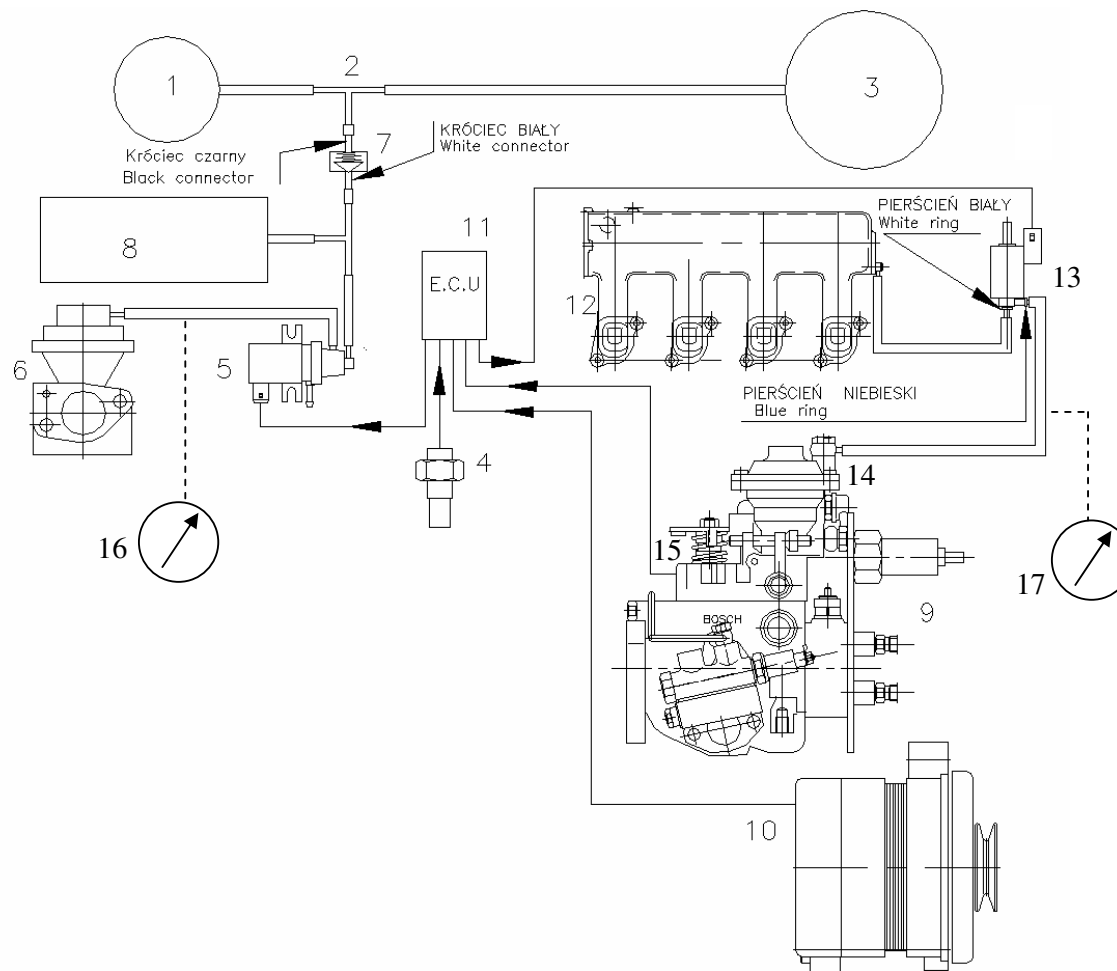 1
2
3
7
KRÓCIEC BIAŁY
White connector
Króciec czarny
Black connector
PIERŚCIEŃ BIAŁY
White ring
8
11
E.C.U
12
13
6
5
PIERŚCIEŃ NIEBIESKI
Blue ring
4
14
16
15
17
BOSCH
9
10